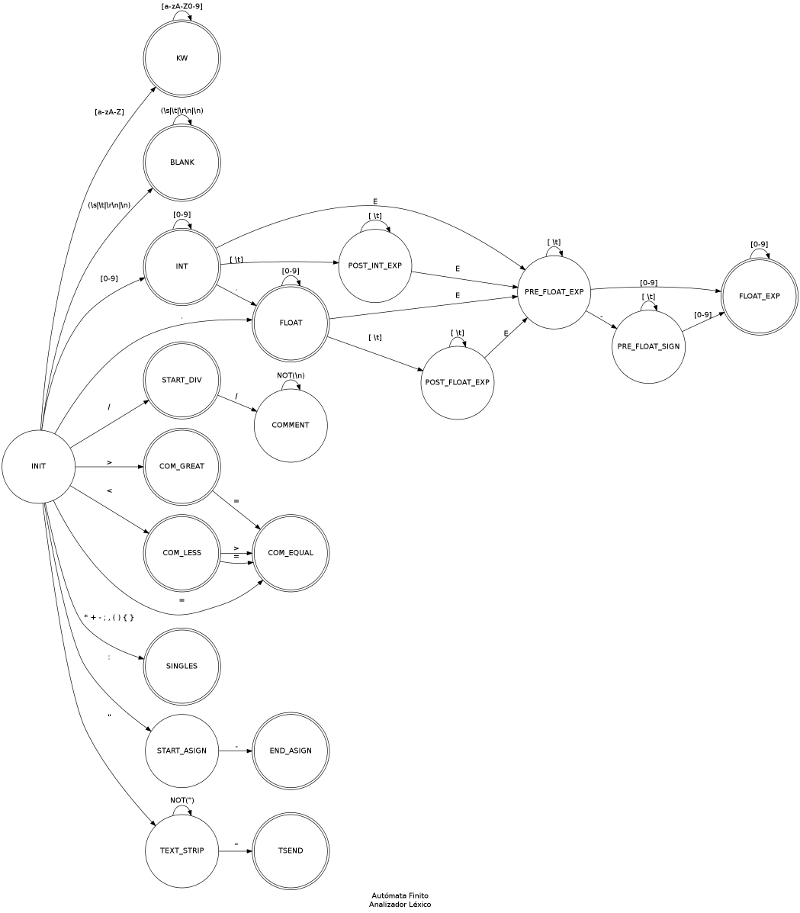 [a-zA-Z0-9]
KW
[a-zA-Z]
(\s|\t|\r\n|\n)
BLANK
(\s|\t|\r\n|\n)
[0-9]
INT
[0-9]
E
[ \t]
[ \t]
POST_INT_EXP
E
[ \t]
PRE_FLOAT_EXP
[0-9]
[0-9]
FLOAT_EXP
.
[0-9]
FLOAT
E
[ \t]
[ \t]
POST_FLOAT_EXP
E
-
[ \t]
PRE_FLOAT_SIGN
[0-9]
.
START_DIV
/
/
NOT(\n)
COMMENT
INIT
>
COM_GREAT
=
<
COM_LESS
>
=
COM_EQUAL
=
* + - ; , ( ) { }
SINGLES
:
START_ASIGN
END_ASIGN
"
NOT(")
TEXT_STRIP
"
TSEND
Autómata Finito
Analizador Léxico